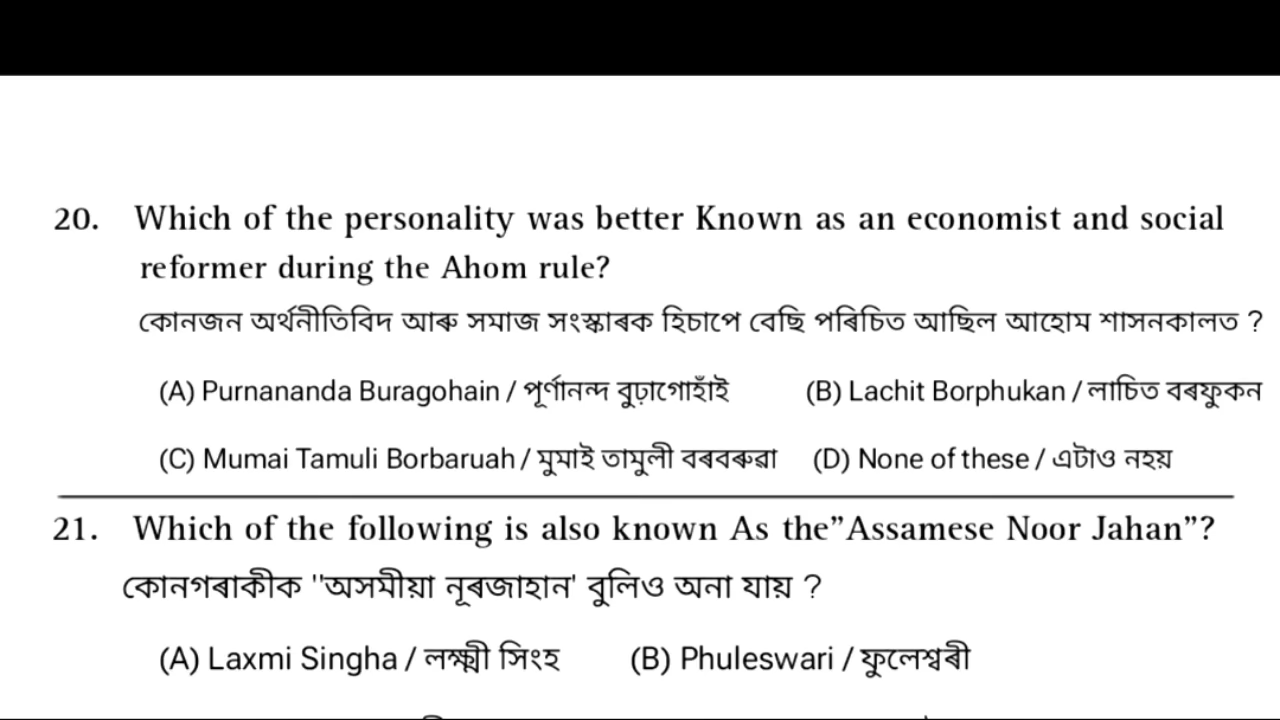 20. Which of the personality was better Known as an economist and social
reformer during the Ahom rule?
কোনজন অৰ্থনীতিবিদ আৰু সমাজ সংস্কাৰক হিচাপে বেছি পৰিচিত আছিল আহোম শাসনকালত ?
(A) Purnananda Buragohain / পূৰ্ণানন্দ বুঢ়াগোহাঁই (B) Lachit Borphukan / লাচিত বৰফুকন
(C) Mumai Tamuli Borbaruah / মুমাই তামুলী বৰবৰুৱা (D) None of these / এটাও নহয়
21. Which of the following is also known As the”Assamese Noor Jahan”?
কোনগৰাকীক "অসমীয়া নূৰজাহান' বুলিও জনা যায় ?
(A) Laxmi Singha / লক্ষ্মী সিংহ (B) Phuleswari / ফুলেশ্বৰী